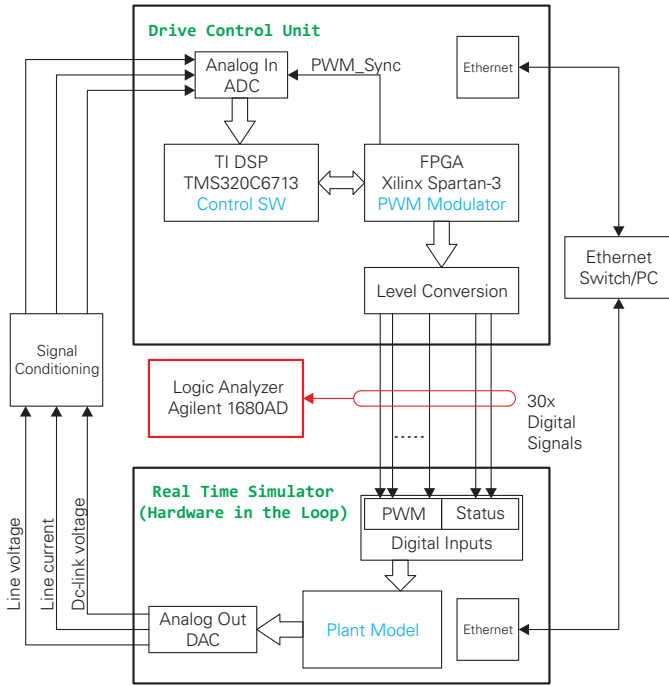 Drive Control Unit
Analog In
ADC
PWM_Sync
Ethernet
TI DSP
TMS320C6713
Control SW
FPGA
Xilinx Spartan-3
PWM Modulator
Ethernet
Switch/PC
Level Conversion
Signal
Conditioning
Logic Analyzer
Agilent 1680AD
30x
Digital
Signals
......
Real Time Simulator
(Hardware in the Loop)
PWM
Status
Digital Inputs
Line voltage
Line current
Dc-link voltage
Analog Out
DAC
Plant Model
Ethernet